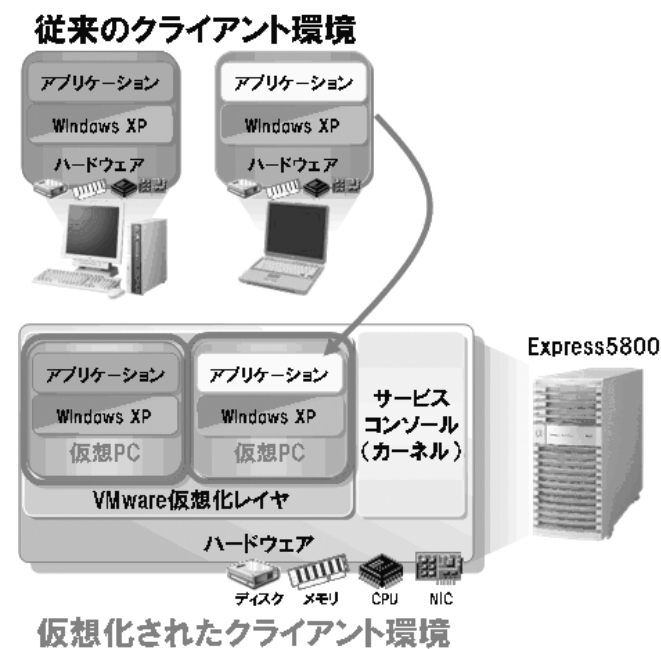 従来のクライアント環境
アプリケーション
Windows XP
ハードウェア
アプリケーション
Windows XP
ハードウェア
Express5800
アプリケーション
Windows XP
仮想PC
アプリケーション
Windows XP
仮想PC
サービス
コンソール
(カーネル)
VMware仮想化レイヤ
ハードウェア
ディスク
メモリ
CPU
NIC
仮想化されたクライアント環境